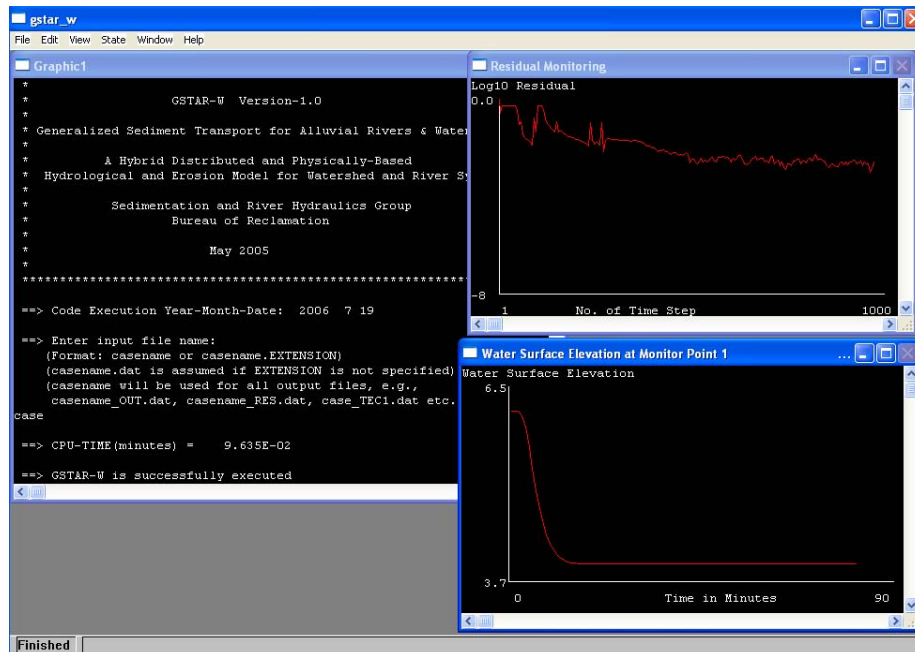 gstar_w
File Edit View State Window Help
Graphic1
*
* GSTAR-W Version-1.0
*
* Generalized Sediment Transport for Alluvial Rivers & Water
*
* A Hybrid Distributed and Physically-Based
* Hydrological and Erosion Model for Watershed and River Sy
*
* Sedimentation and River Hydraulics Group
* Bureau of Reclamation
*
* May 2005
*
************************************************************
==> Code Execution Year-Month-Date: 2006 7 19
==> Enter input file name:
(Format: casename or casename.EXTENSION)
(casename.dat is assumed if EXTENSION is not specified)
(casename will be used for all output files, e.g.,
casename_OUT.dat, casename_RES.dat, case_TEC1.dat etc.
case
==> CPU-TIME(minutes) = 9.635E-02
==> GSTAR-W is successfully executed
Residual Monitoring
Log10 Residual
0.0
-8
1 No. of Time Step 1000
Water Surface Elevation at Monitor Point 1 ...
Water Surface Elevation
6.5
3.7
0 Time in Minutes 90
Finished